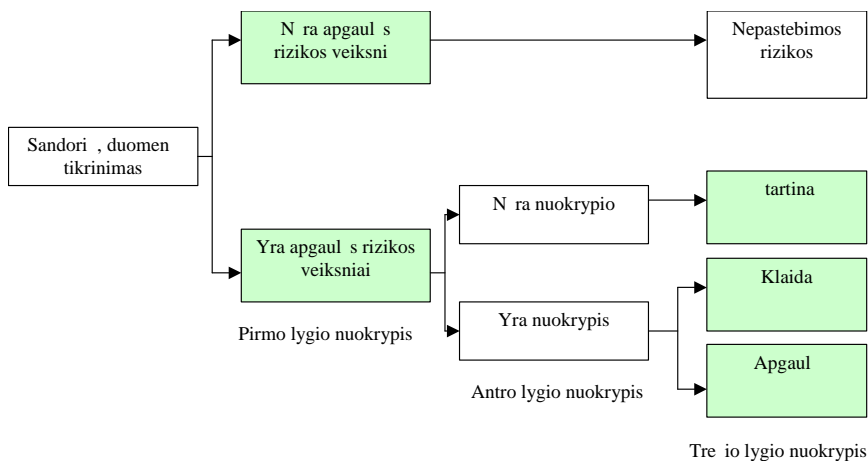 N ra apgaul s
rizikos veiksni
Nepastebimos
rizikos
Sandori , duomen
tikrinimas
N ra nuokrypio
tartina
Yra apgaul s rizikos
veiksniai
Klaida
Yra nuokrypis
Pirmo lygio nuokrypis
Apgaul
Antro lygio nuokrypis
Tre io lygio nuokrypis